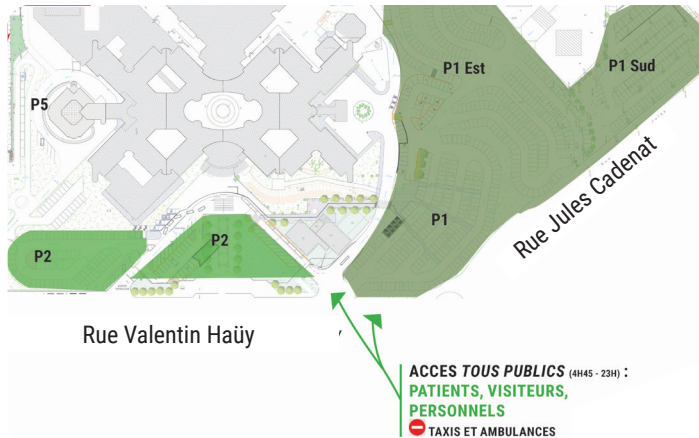 P1 Est
P1 Sud
P5
P1
P2
P2
Rue Jules Cadenat
Rue Valentin Haüy
ACCES TOUS PUBLICS (4H45 - 23H) :
PATIENTS, VISITEURS,
PERSONNELS
TAXIS ET AMBULANCES